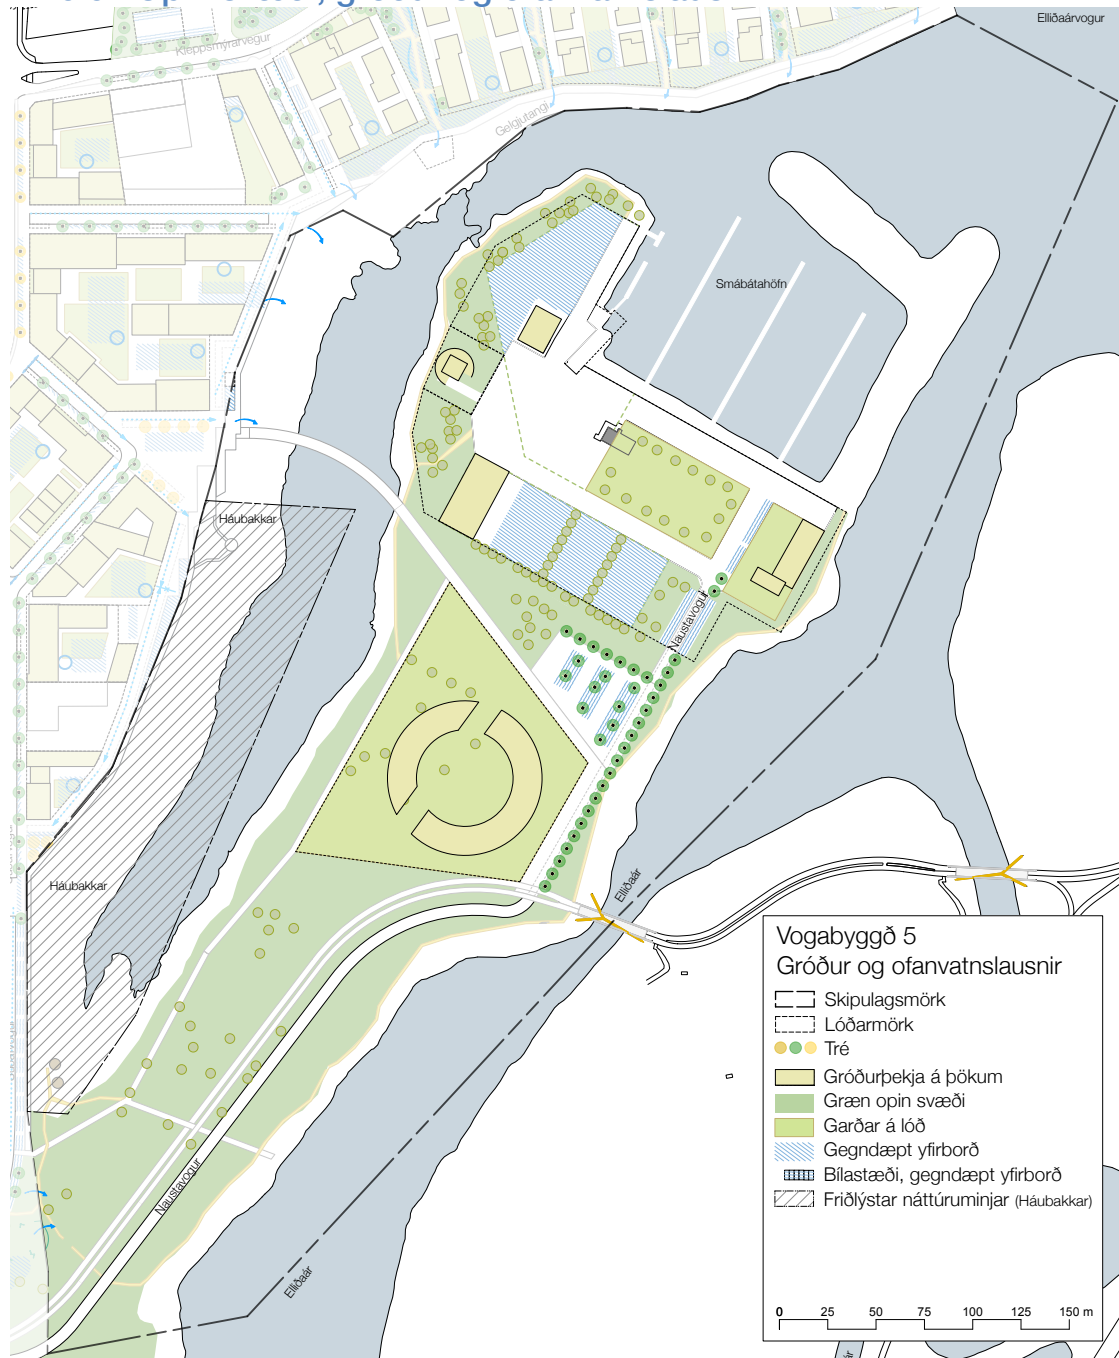 Elliðaárvogur
Kleppsmýrarvegur
Gelgjutangi
Smábátahöfn
Háubakkar
Naustavogur
Háubakkar
Elliðaár
Naustavogur
Elliðaár
Vogabyggð 5
Gróður og ofanvatnslausnir
Skipulagsmörk
Lóðarmörk
Tré
Gróðurþekja á þökum
Græn opin svæði
Garðar á lóð
Gegndæpt yfirborð
Bílastæði, gegndæpt yfirborð
Friðlýstar náttúruminjar (Háubakkar)
0 25 50 75 100 125 150 m